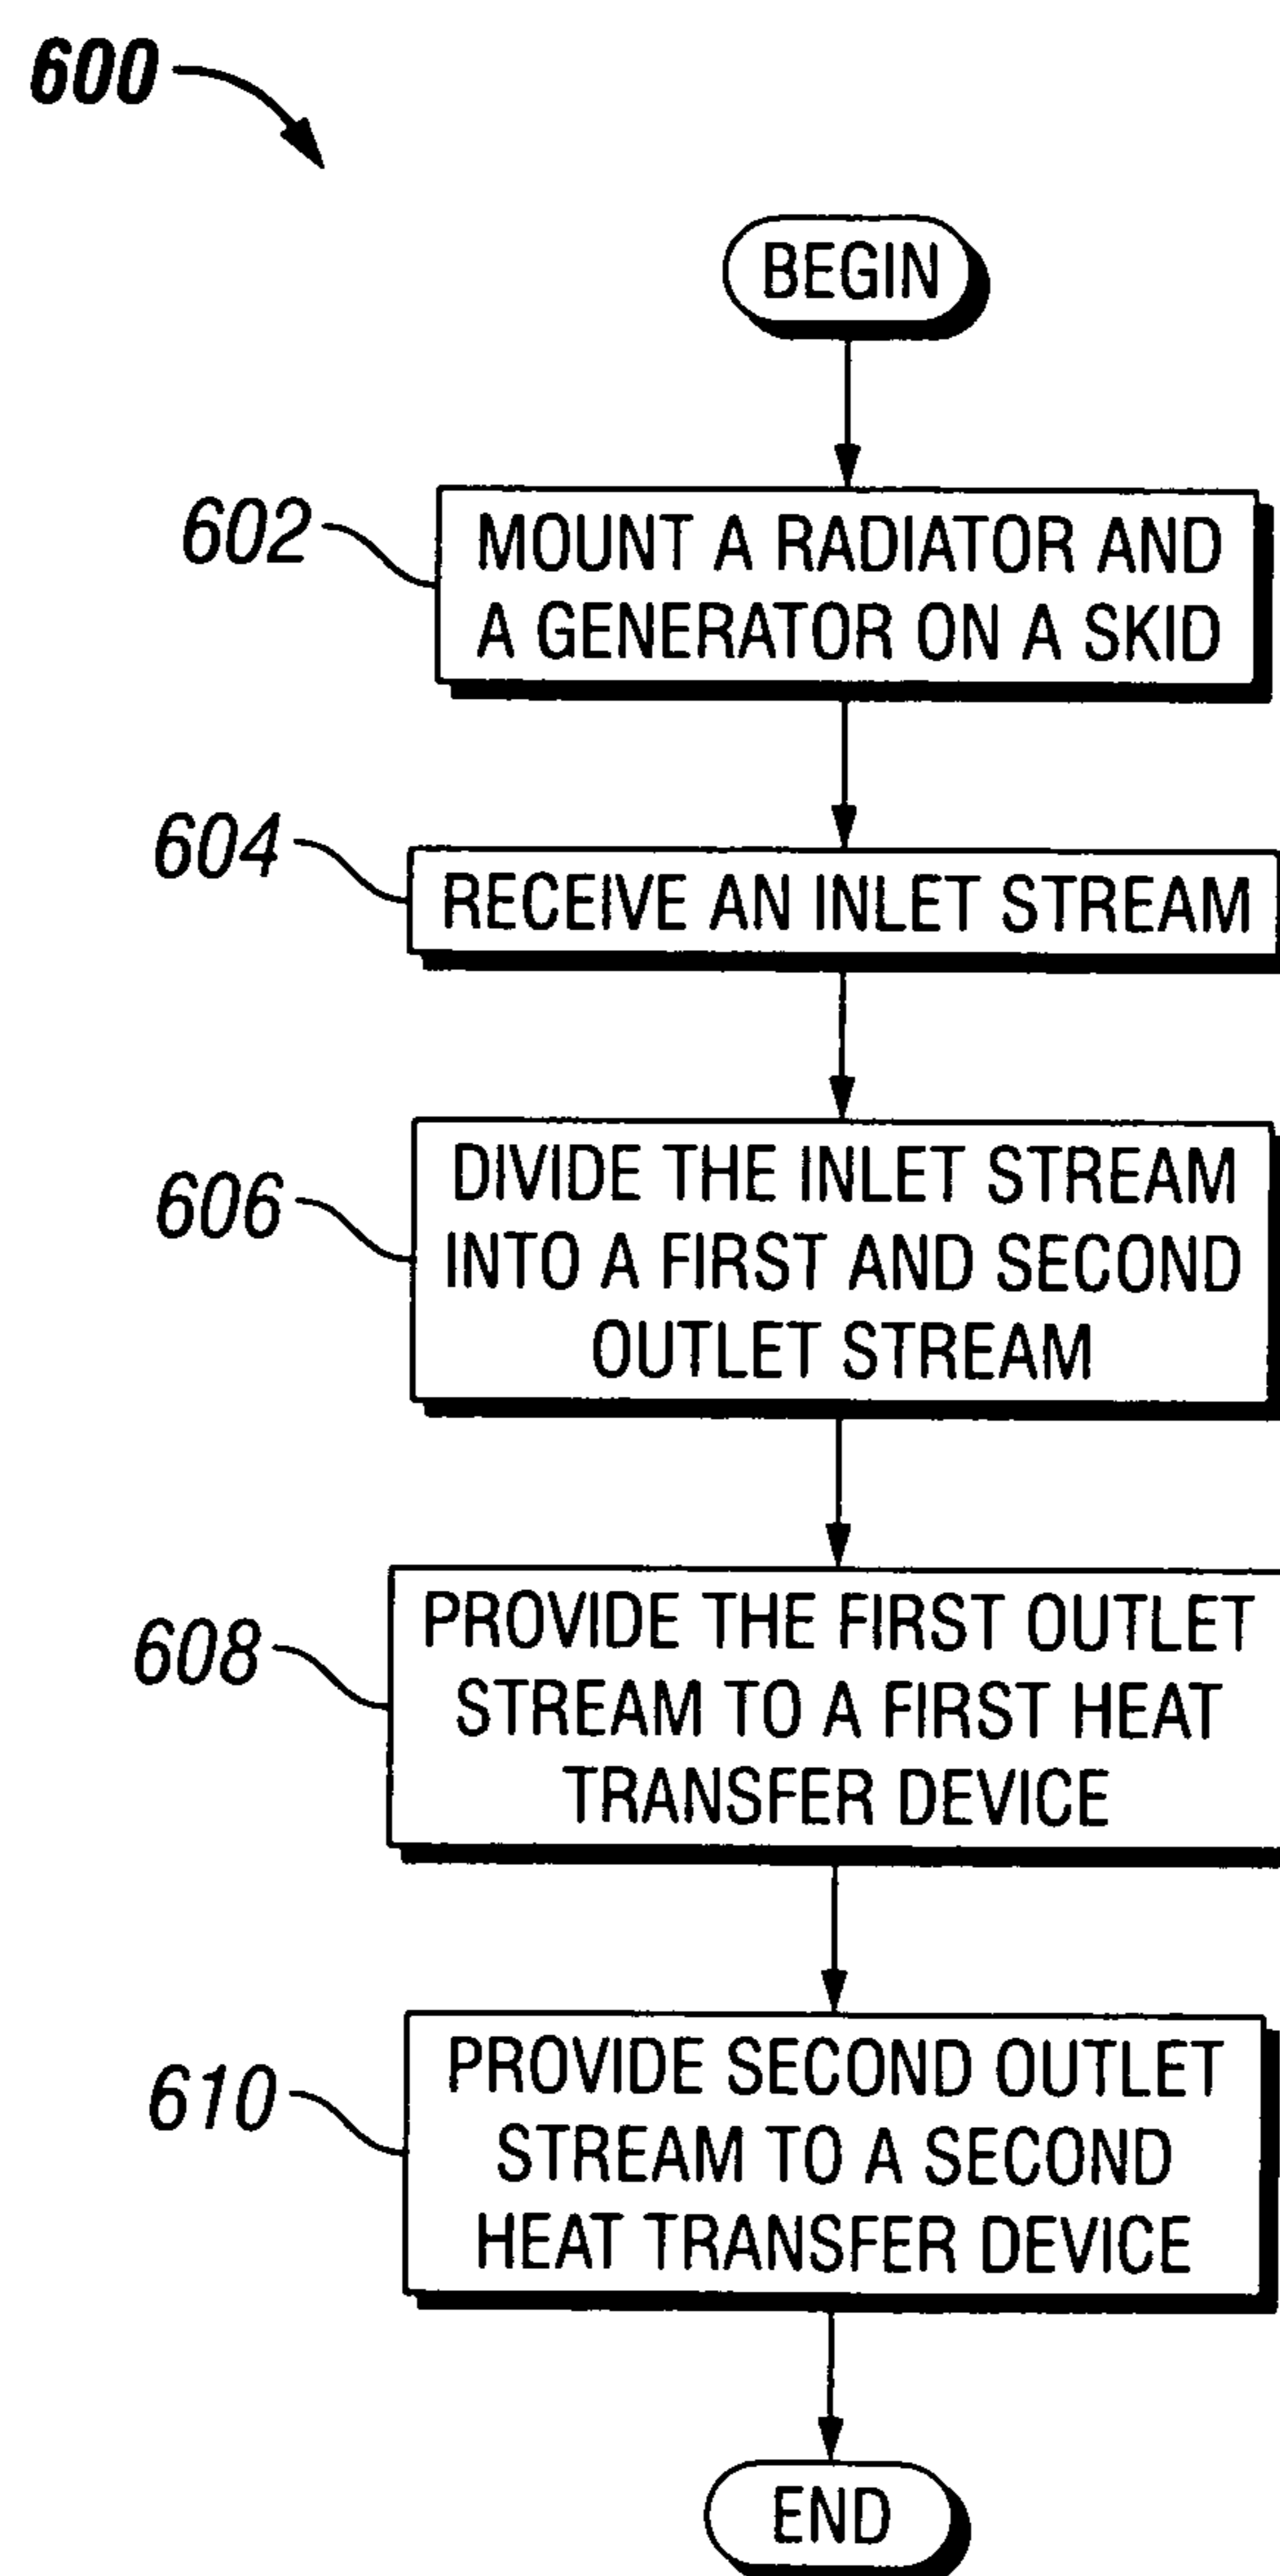 600
BEGIN
602
MOUNT A RADIATOR AND
A GENERATOR ON A SKID
604
RECEIVE AN INLET STREAM
606
DIVIDE THE INLET STREAM
INTO A FIRST AND SECOND
OUTLET STREAM
608
PROVIDE THE FIRST OUTLET
STREAM TO A FIRST HEAT
TRANSFER DEVICE
610
PROVIDE SECOND OUTLET
STREAM TO A SECOND
HEAT TRANSFER DEVICE
END